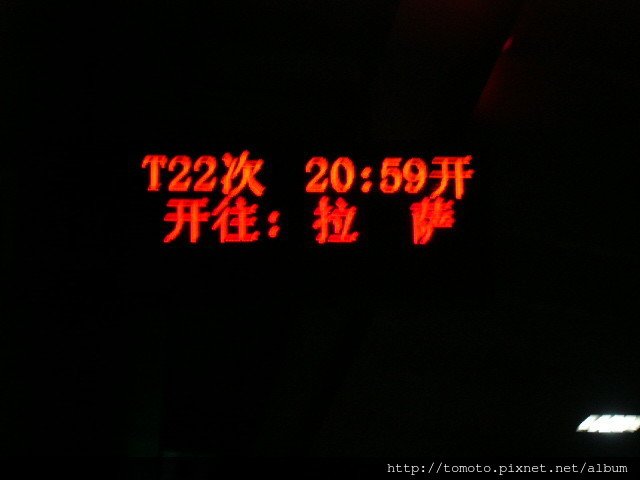 T22次 20:59开
开往: 拉 萨
http://tomoto.pixnet.net/album